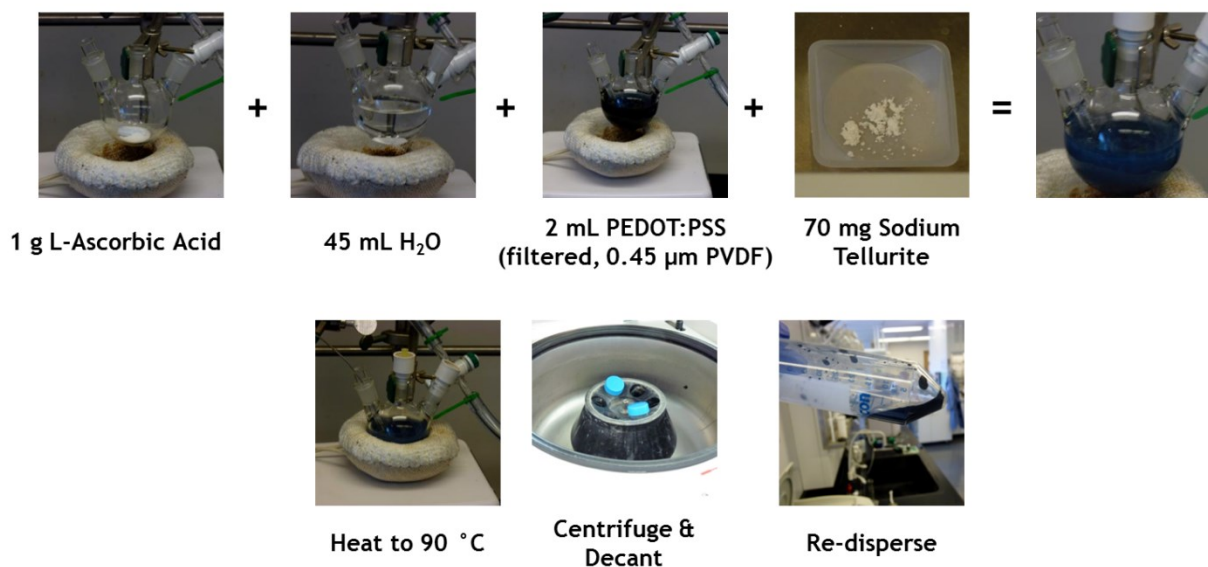 + + + =
1 g L-Ascorbic Acid
45 mL H₂O
2 mL PEDOT:PSS
(filtered, 0.45 µm PVDF)
70 mg Sodium
Tellurite
Heat to 90 °C
Centrifuge &
Decant
Re-disperse